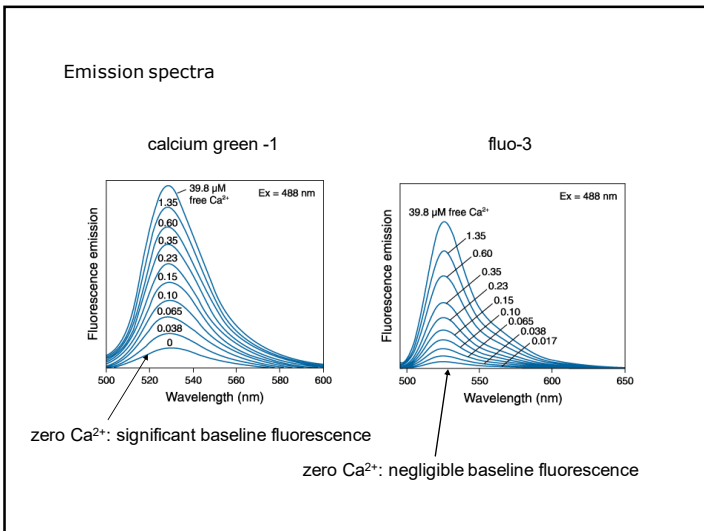 Emission spectra
calcium green -1
fluo-3
39.8 µM
free Ca²⁺
Ex = 488 nm
1.35
0.60
0.35
0.23
0.15
0.10
0.065
0.038
0
Fluorescence emission
500 520 540 560 580 600
Wavelength (nm)
Ex = 488 nm
39.8 µM free Ca²⁺
1.35
0.60
0.35
0.23
0.15
0.10
0.065
0.038
0.017
Fluorescence emission
500 550 600 650
Wavelength (nm)
zero Ca²⁺: significant baseline fluorescence
zero Ca²⁺: negligible baseline fluorescence